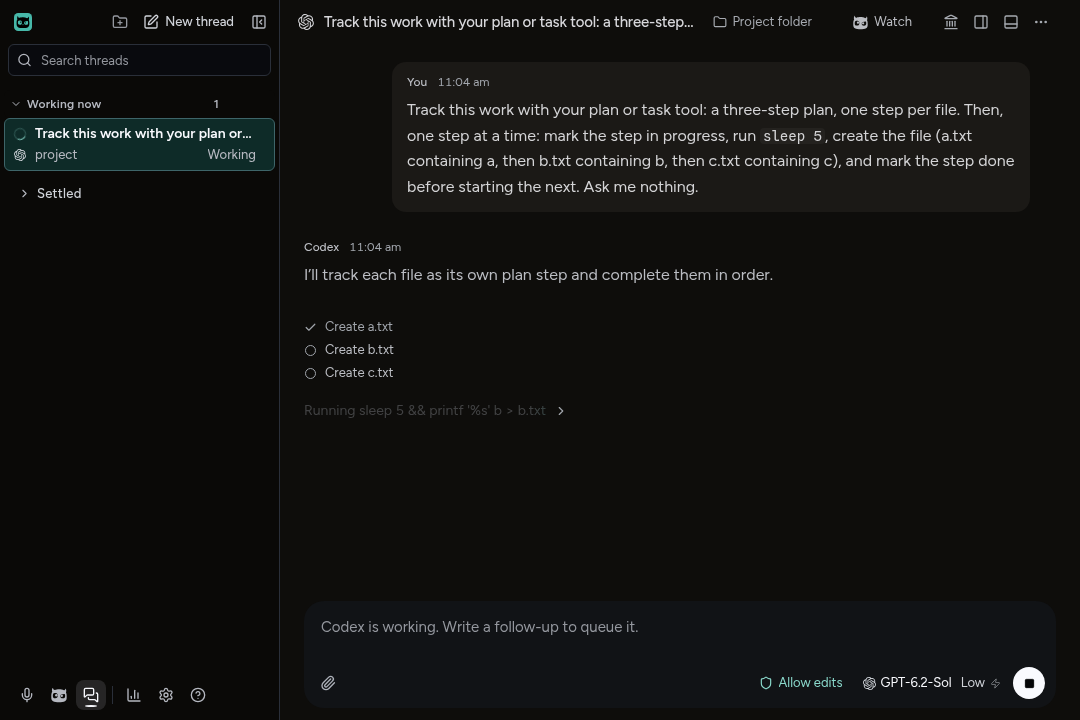 New thread
Search threads
Working now 1
Track this work with your plan or...
project Working
Settled
Track this work with your plan or task tool: a three-step... Project folder Watch
You 11:04 am
Track this work with your plan or task tool: a three-step plan, one step per file. Then,
one step at a time: mark the step in progress, run sleep 5, create the file (a.txt
containing a, then b.txt containing b, then c.txt containing c), and mark the step done
before starting the next. Ask me nothing.
Codex 11:04 am
I'll track each file as its own plan step and complete them in order.
Create a.txt
Create b.txt
Create c.txt
Running sleep 5 && printf '%s' b > b.txt
Codex is working. Write a follow-up to queue it.
Allow edits GPT-6.2-Sol Low